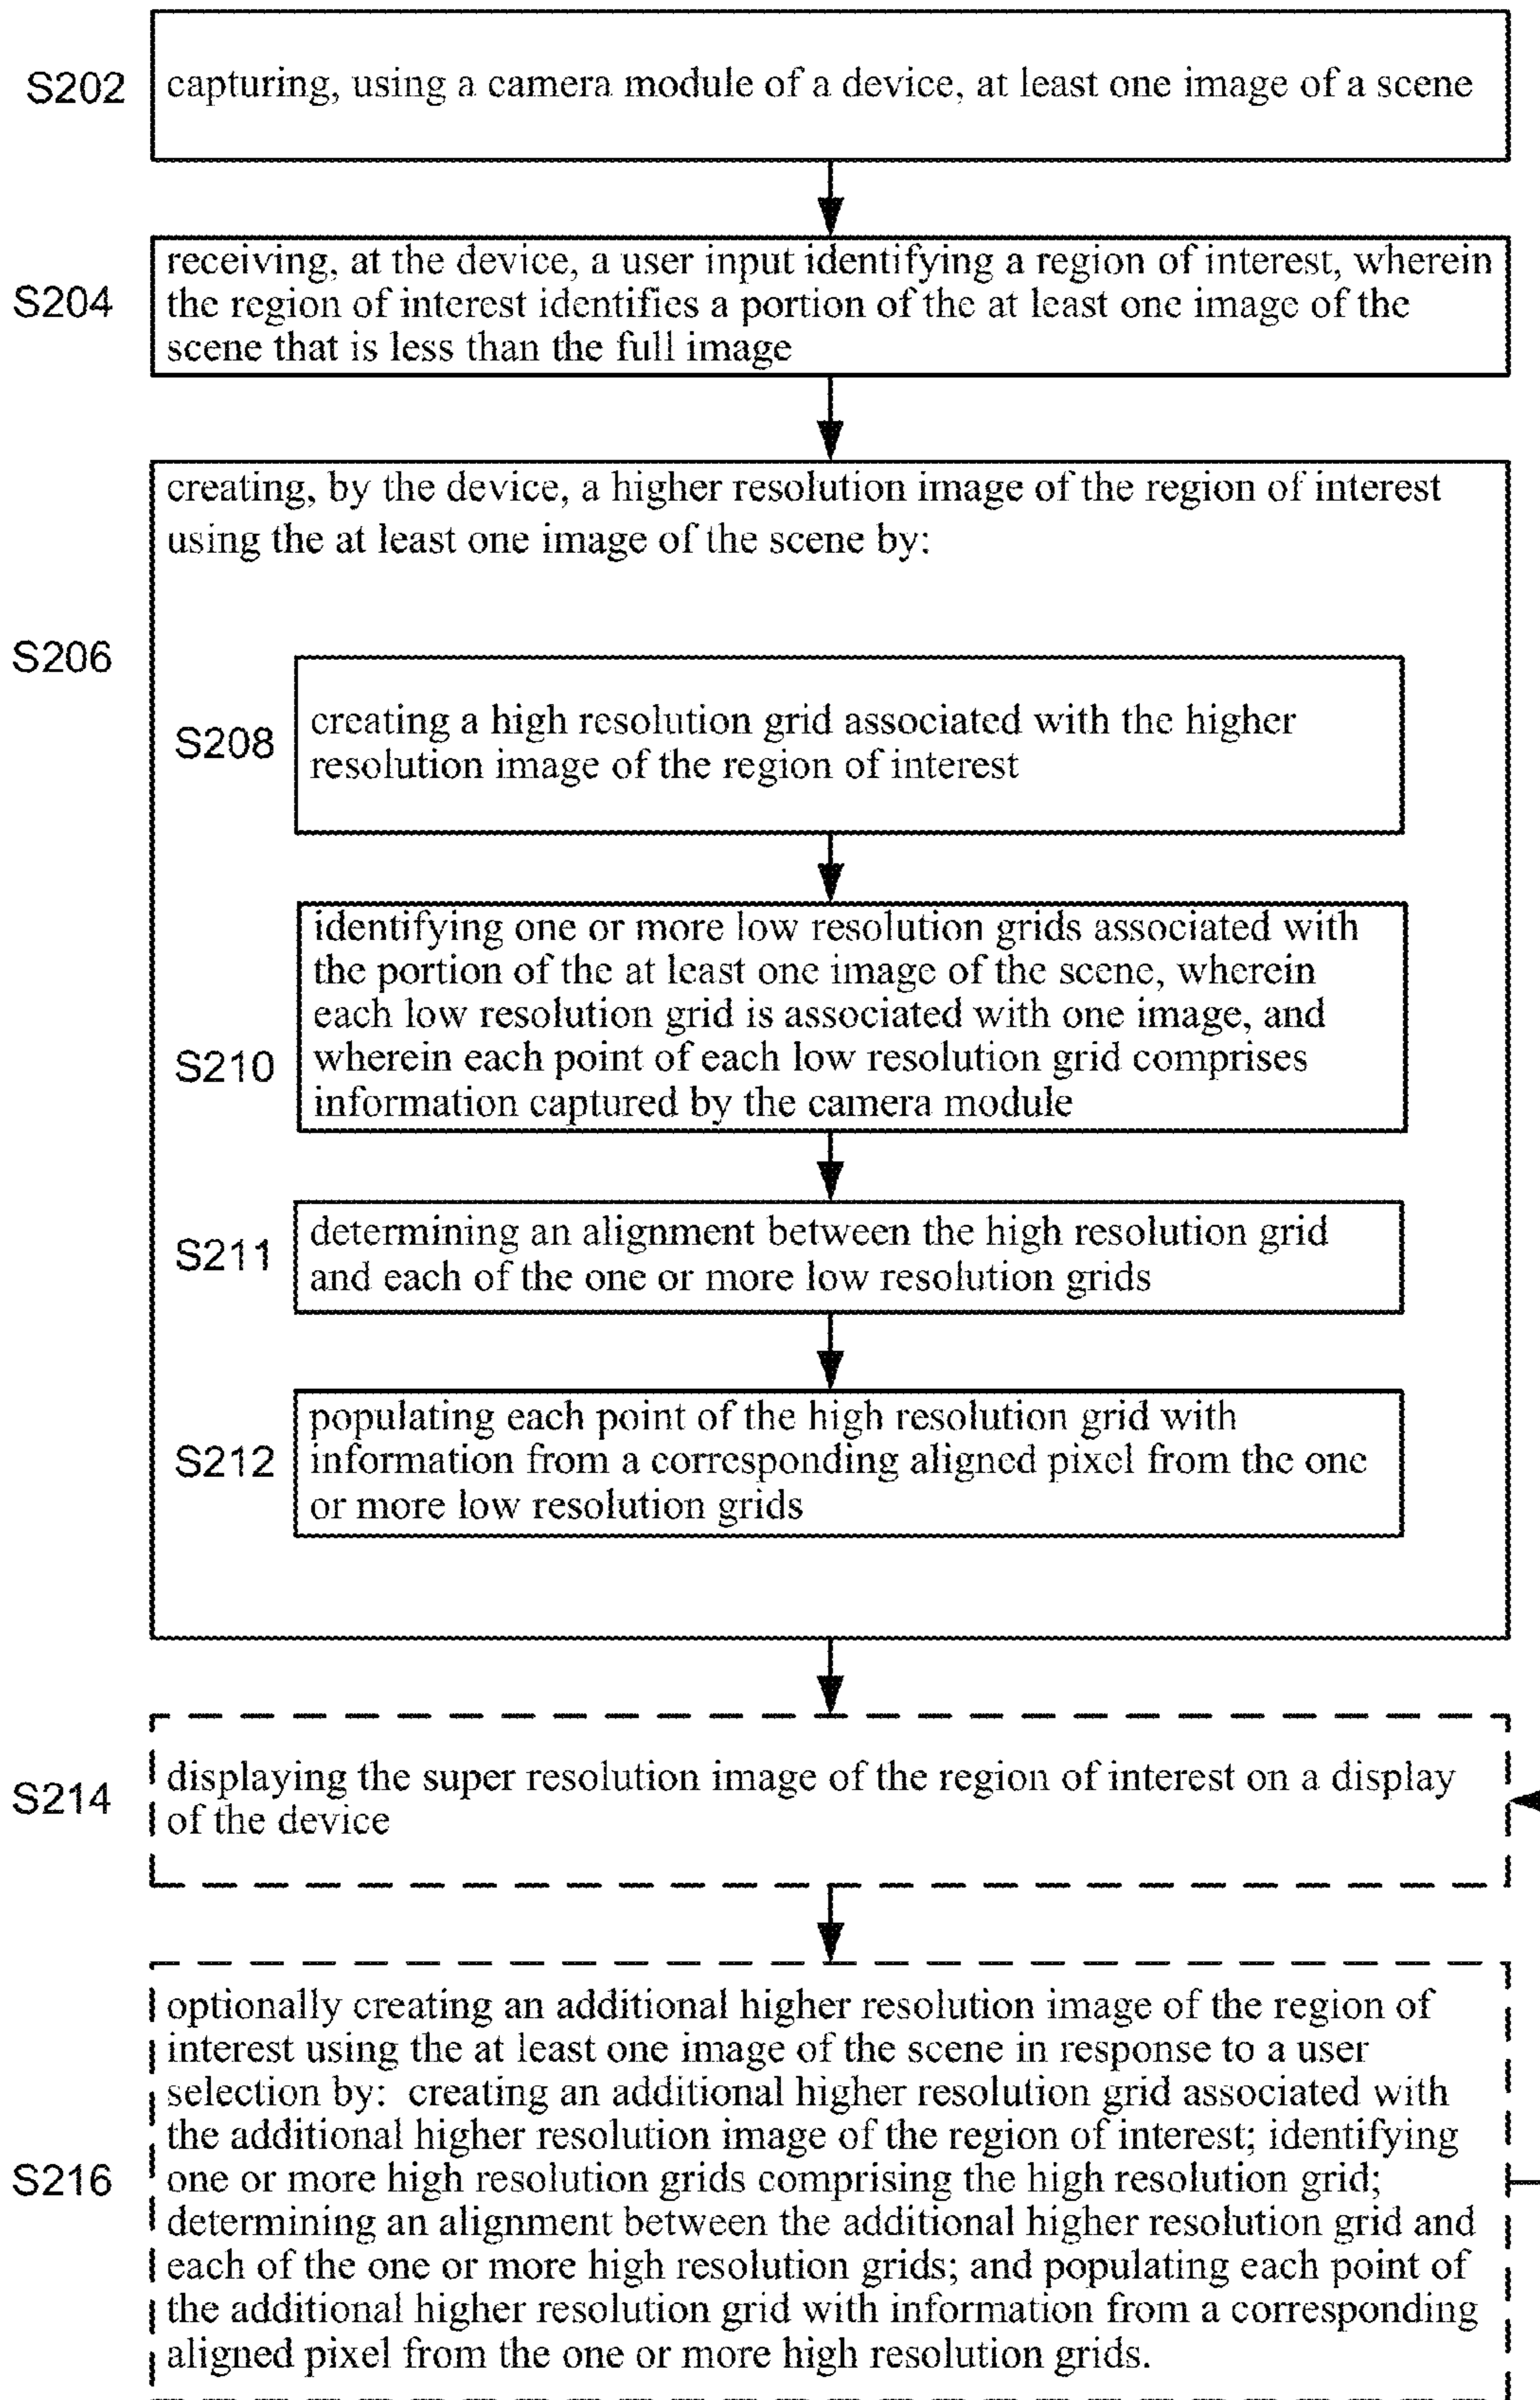 S202
capturing, using a camera module of a device, at least one image of a scene
S204
receiving, at the device, a user input identifying a region of interest, wherein
the region of interest identifies a portion of the at least one image of the
scene that is less than the full image
S206
creating, by the device, a higher resolution image of the region of interest
using the at least one image of the scene by:
S208
creating a high resolution grid associated with the higher
resolution image of the region of interest
S210
identifying one or more low resolution grids associated with
the portion of the at least one image of the scene, wherein
each low resolution grid is associated with one image, and
wherein each point of each low resolution grid comprises
information captured by the camera module
S211
determining an alignment between the high resolution grid
and each of the one or more low resolution grids
S212
populating each point of the high resolution grid with
information from a corresponding aligned pixel from the one
or more low resolution grids
S214
displaying the super resolution image of the region of interest on a display
of the device
S216
optionally creating an additional higher resolution image of the region of
interest using the at least one image of the scene in response to a user
selection by: creating an additional higher resolution grid associated with
the additional higher resolution image of the region of interest; identifying
one or more high resolution grids comprising the high resolution grid;
determining an alignment between the additional higher resolution grid and
each of the one or more high resolution grids; and populating each point of
the additional higher resolution grid with information from a corresponding
aligned pixel from the one or more high resolution grids.